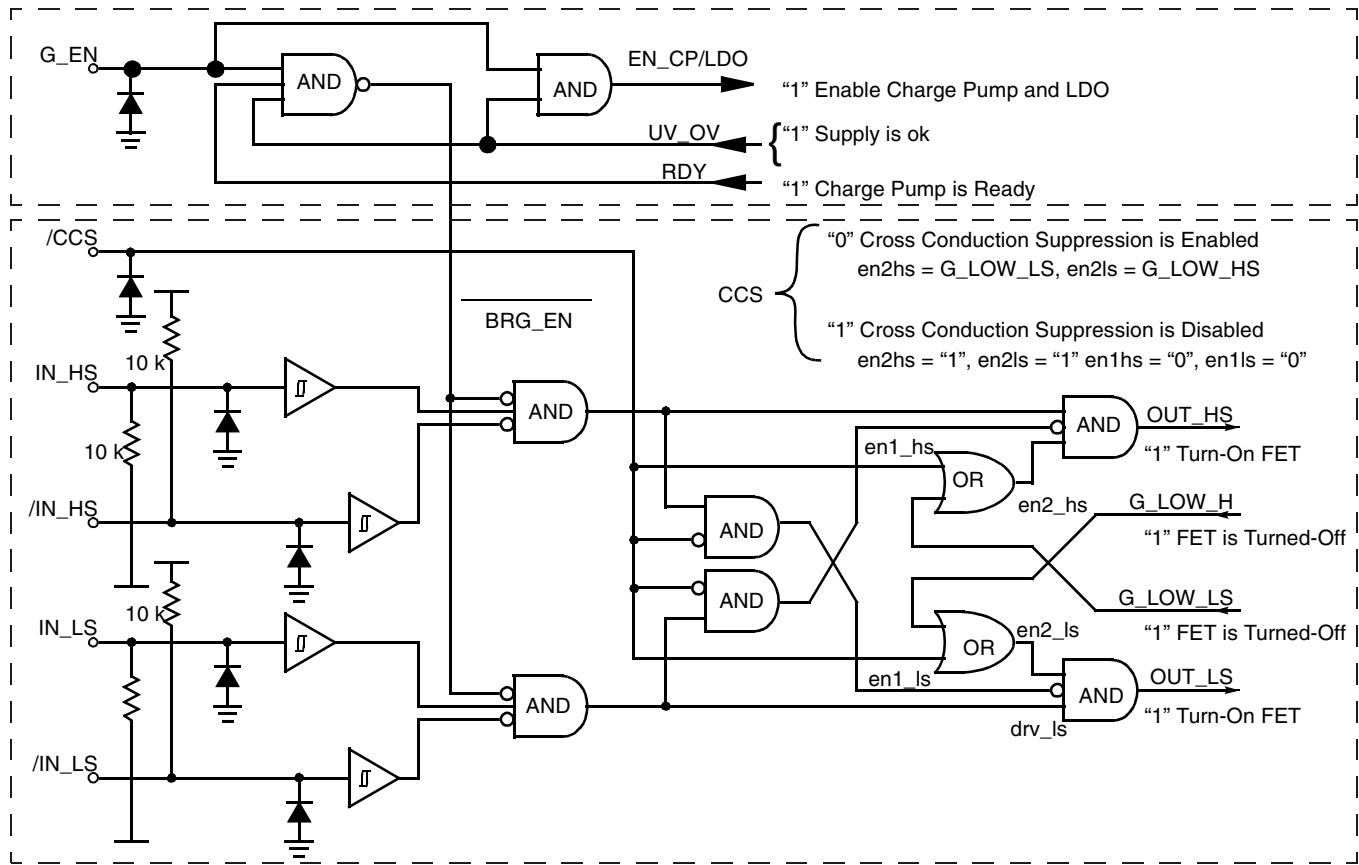 G_EN
AND
AND
EN_CP/LDO
“1” Enable Charge Pump and LDO
UV_OV
“1” Supply is ok
RDY
“1” Charge Pump is Ready
/CCS
“0” Cross Conduction Suppression is Enabled
en2hs = G_LOW_LS, en2ls = G_LOW_HS
CCS
“1” Cross Conduction Suppression is Disabled
en2hs = “1”, en2ls = “1” en1hs = “0”, en1ls = “0”
BRG_EN
10 k
IN_HS
10 k
AND
AND
OUT_HS
“1” Turn-On FET
en1_hs
OR
en2_hs
/IN_HS
AND
G_LOW_H
“1” FET is Turned-Off
10 k
AND
G_LOW_LS
“1” FET is Turned-Off
IN_LS
OR
en2_ls
en1_ls
AND
AND
OUT_LS
“1” Turn-On FET
drv_ls
/IN_LS